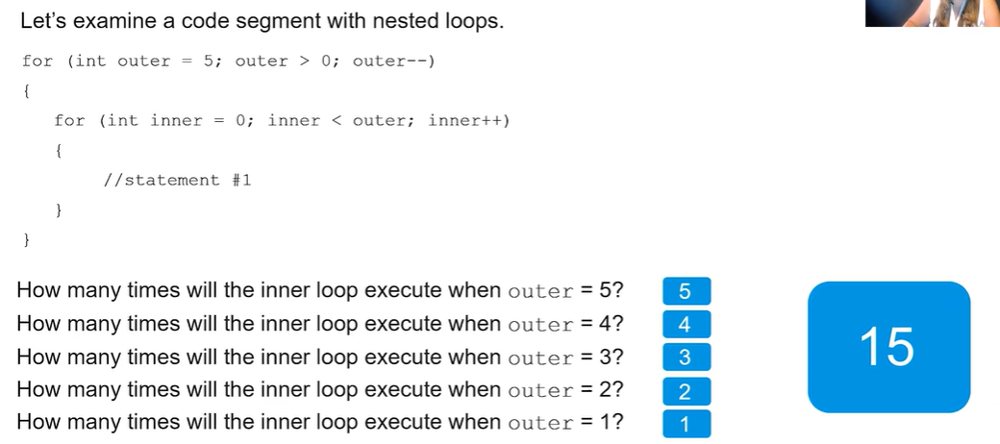 Let's examine a code segment with nested loops.
for (int outer = 5; outer > 0; outer--)
{
for (int inner = 0; inner < outer; inner++)
{
//statement #1
}
}
How many times will the inner loop execute when outer = 5? 5
How many times will the inner loop execute when outer = 4? 4
How many times will the inner loop execute when outer = 3? 3
How many times will the inner loop execute when outer = 2? 2
How many times will the inner loop execute when outer = 1? 1
15